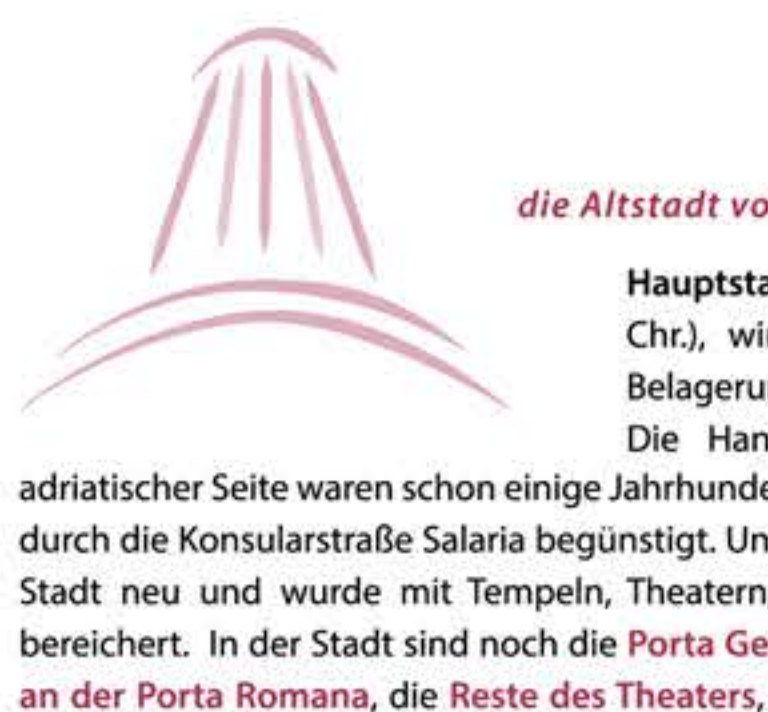 die Altstadt vo
Hauptsta
Chr.), wi
Belageru
Die Han
adriatischer Seite waren schon einige Jahrhunde
durch die Konsularstraße Salaria begünstigt. Un
Stadt neu und wurde mit Tempeln, Theatern,
bereichert. In der Stadt sind noch die Porta Ge
an der Porta Romana, die Reste des Theaters,